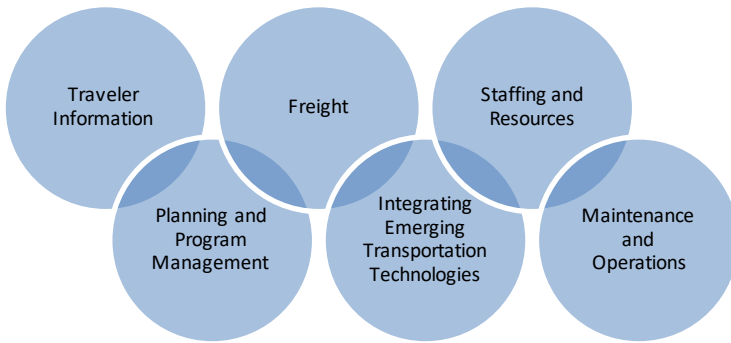 Traveler
Information
Freight
Staffing and
Resources
Planning and
Program
Management
Integrating
Emerging
Transportation
Technologies
Maintenance
and
Operations